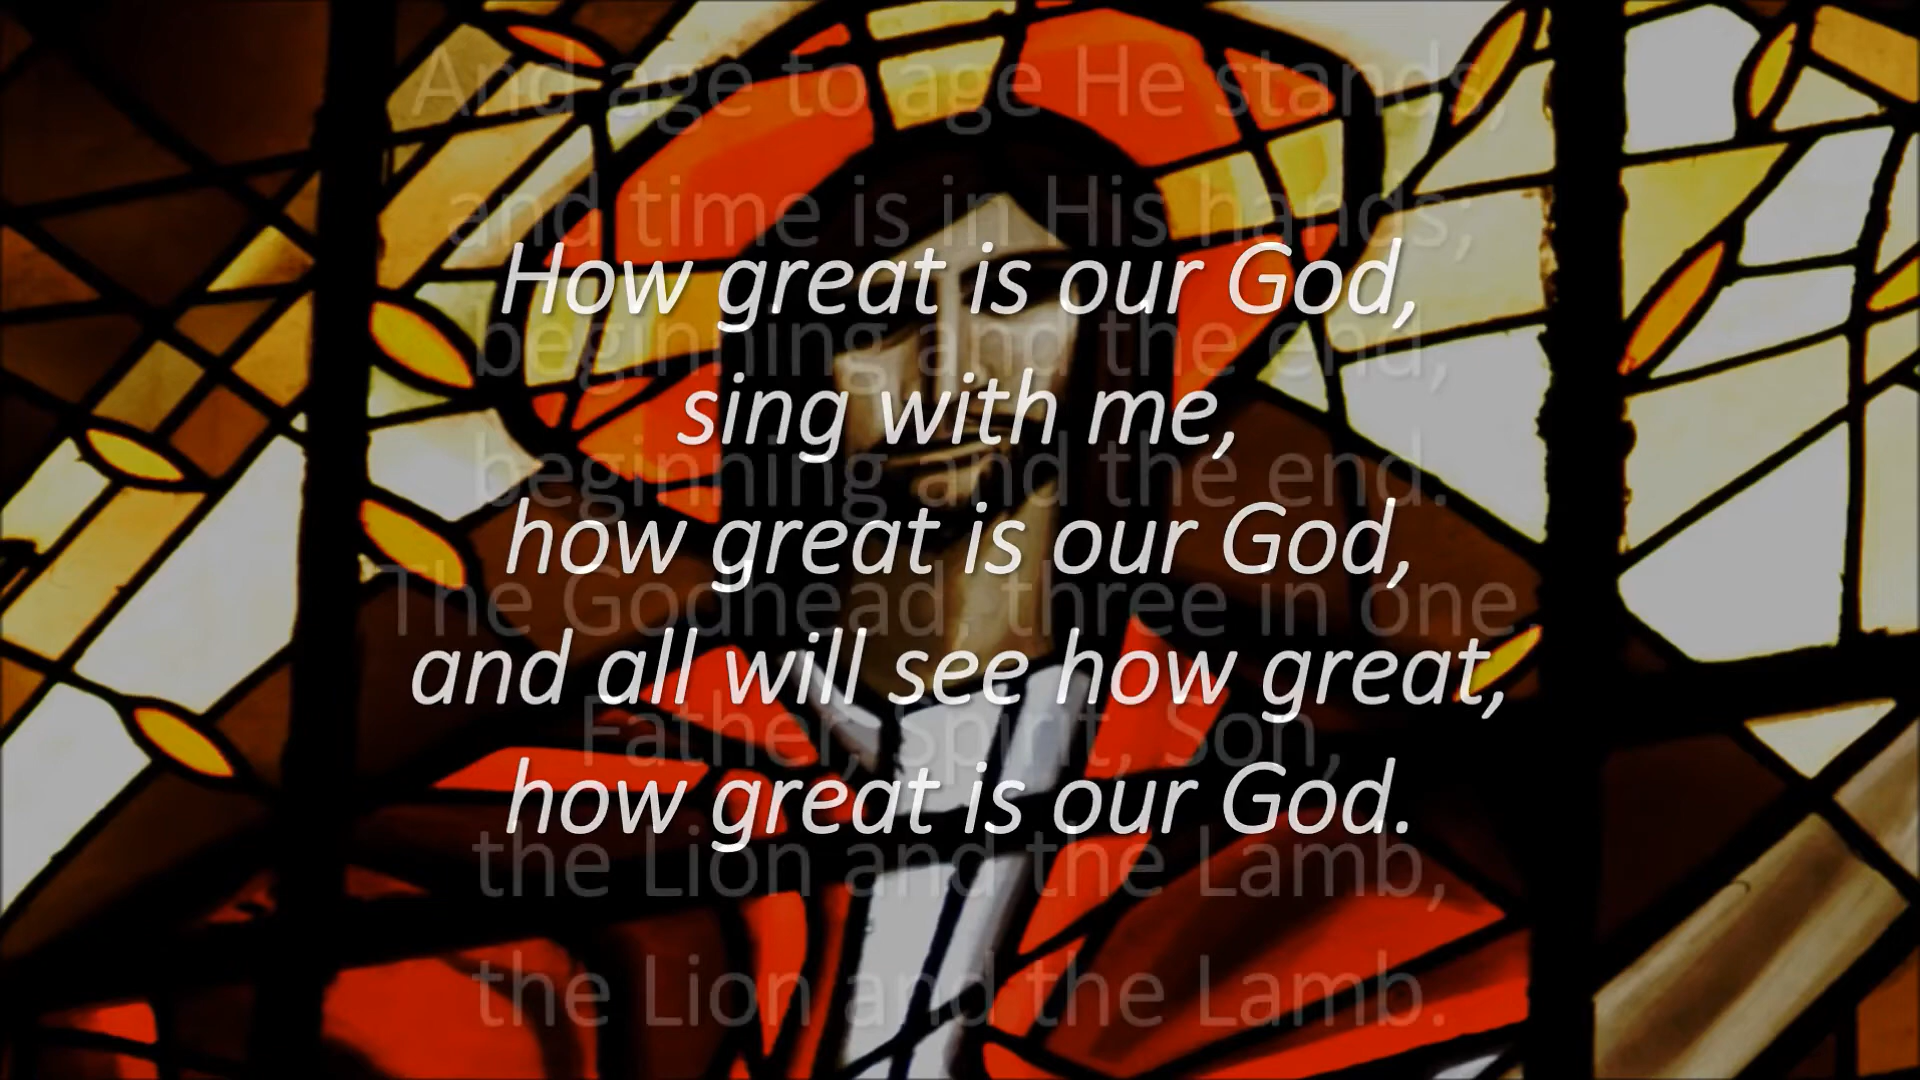 And age to age He stands,
and time is in His hands;
How great is our God,
beginning and the end,
sing with me,
beginning and the end.
how great is our God,
The Godhead, three in one,
and all will see how great,
Father, Spirit, Son,
how great is our God.
the Lion and the Lamb,
the Lion and the Lamb.